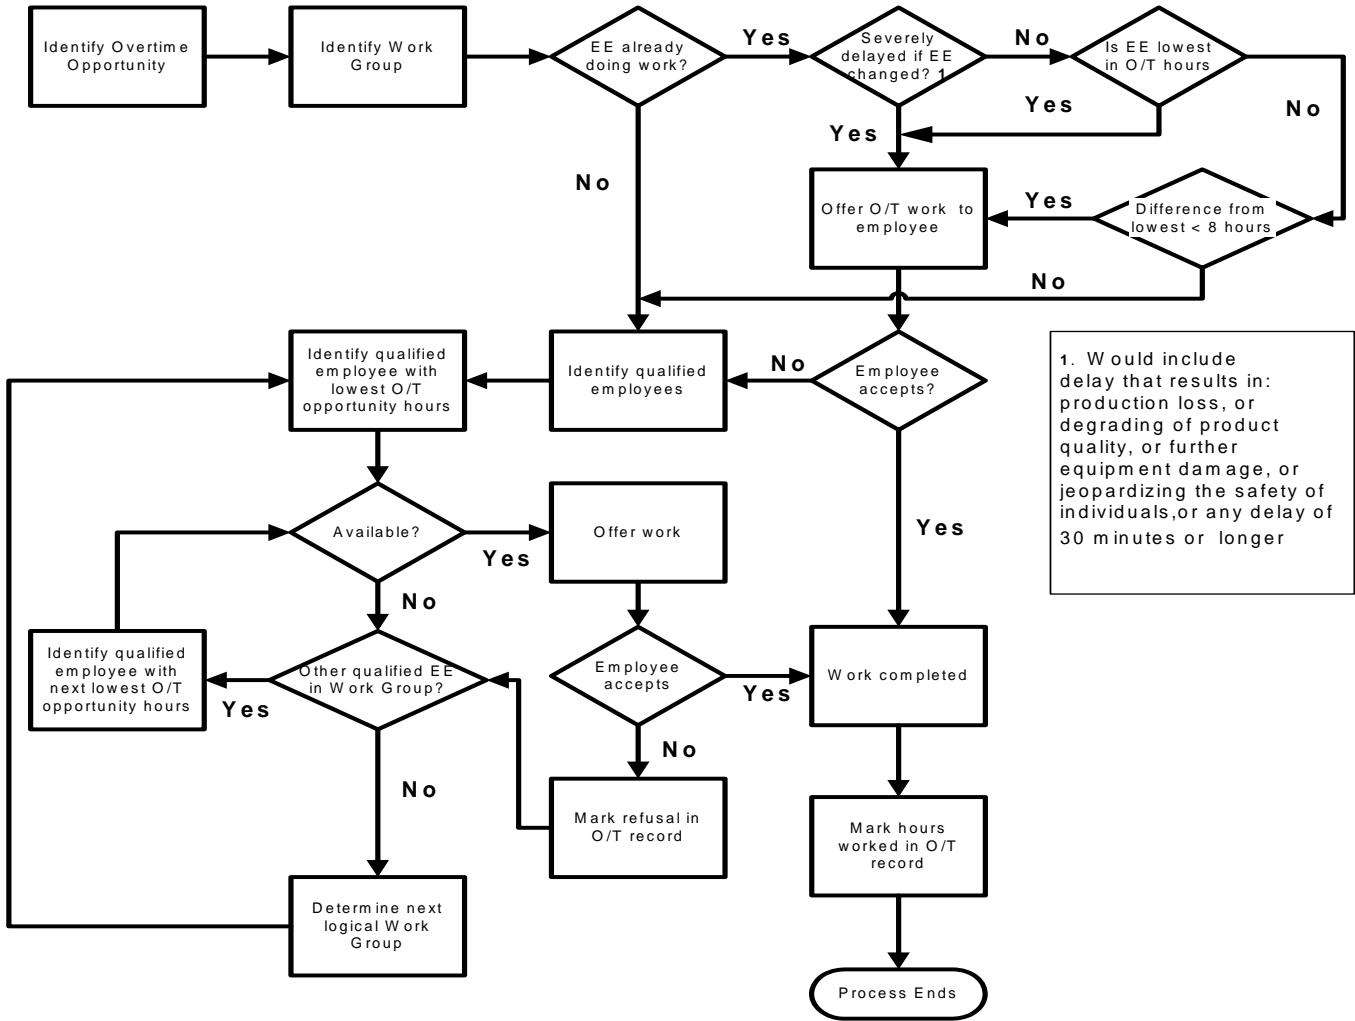 Identify Overtime
Opportunity
Identify Work
Group
EE already
doing work?
Yes
Severely
delayed if EE
changed? 1
No
Is EE lowest
in O/T hours
Yes
No
Yes
No
Offer O/T work to
employee
Yes
Difference from
lowest < 8 hours
No
Identify qualified
employee with
lowest O/T
opportunity hours
Identify qualified
employees
No
Employee
accepts?
1. Would include
delay that results in:
production loss, or
degrading of product
quality, or further
equipment damage, or
jeopardizing the safety of
individuals,or any delay of
30 minutes or longer
Available?
Yes
Offer work
Yes
No
Identify qualified
employee with
next lowest O/T
opportunity hours
Yes
Other qualified EE
in Work Group?
Employee
accepts
Yes
Work completed
No
No
Mark refusal in
O/T record
Mark hours
worked in O/T
record
Determine next
logical Work
Group
Process Ends